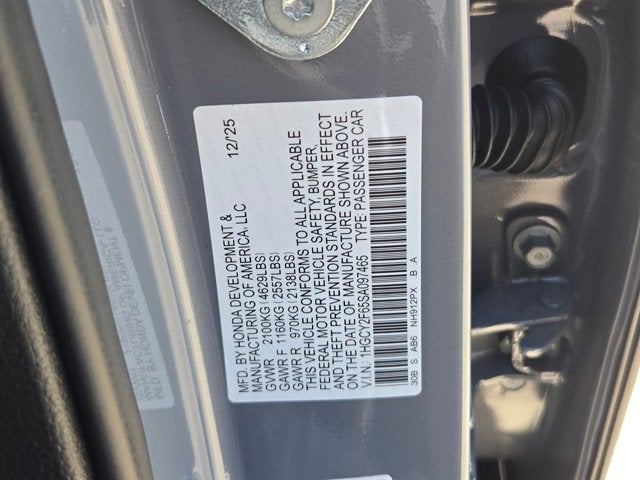 MFD. BY HONDA DEVELOPMENT & 12/'25
MANUFACTURING OF AMERICA, LLC
GVWR 2100KG (4629LBS)
GAWR F 1160KG (2557LBS)
GAWR R 970KG (2138LBS)
THIS VEHICLE CONFORMS TO ALL APPLICABLE
FEDERAL MOTOR VEHICLE SAFETY, BUMPER,
AND THEFT PREVENTION STANDARDS IN EFFECT
ON THE DATE OF MANUFACTURE SHOWN ABOVE.
V.I.N.: 1HGCY2F65SA097465 TYPE: PASSENGER CAR
30B S AB6 NH912PX B A